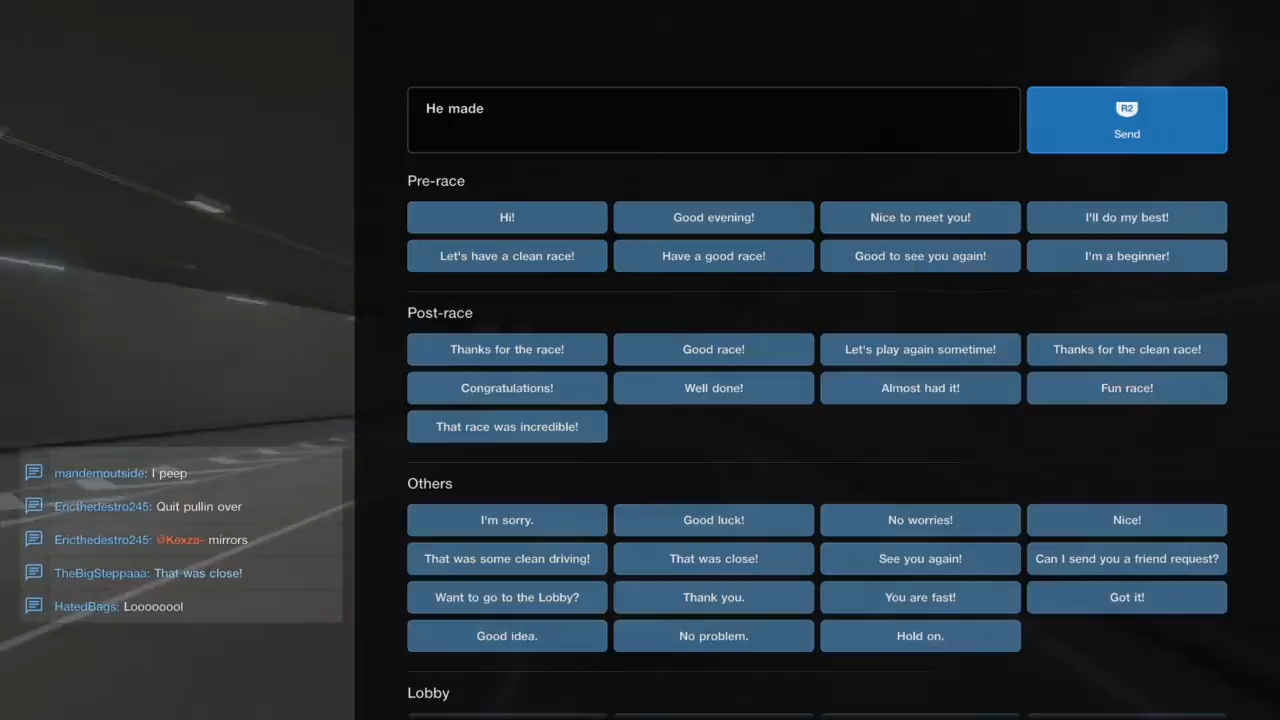 He made
R2
Send
Pre-race
Hi!
Good evening!
Nice to meet you!
I'll do my best!
Let's have a clean race!
Have a good race!
Good to see you again!
I'm a beginner!
Post-race
Thanks for the race!
Good race!
Let's play again sometime!
Thanks for the clean race!
Congratulations!
Well done!
Almost had it!
Fun race!
That race was incredible!
Others
I'm sorry.
Good luck!
No worries!
Nice!
That was some clean driving!
That was close!
See you again!
Can I send you a friend request?
Want to go to the Lobby?
Thank you.
You are fast!
Got it!
Good idea.
No problem.
Hold on.
Lobby
mandemoutside: I peep
Ericthedestro245: Quit pullin over
Ericthedestro245: @Kexza- mirrors
TheBigSteppaaa: That was close!
HatedBags: Looooooool